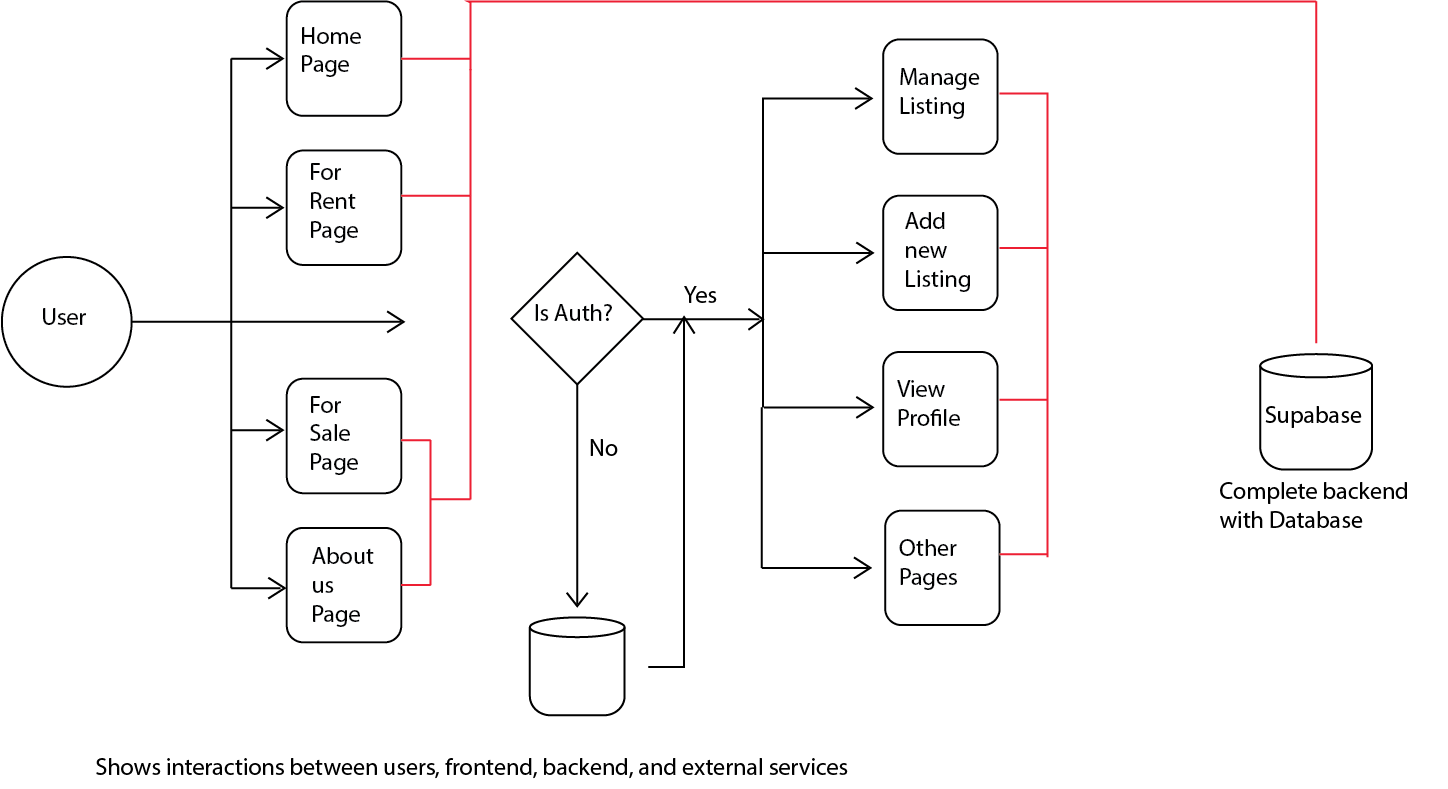 Home
Page
For
Rent
Page
User
For
Sale
Page
About
us
Page
Is Auth?
Yes
No
Manage
Listing
Add
new
Listing
View
Profile
Other
Pages
Supabase
Complete backend
with Database
Shows interactions between users, frontend, backend, and external services